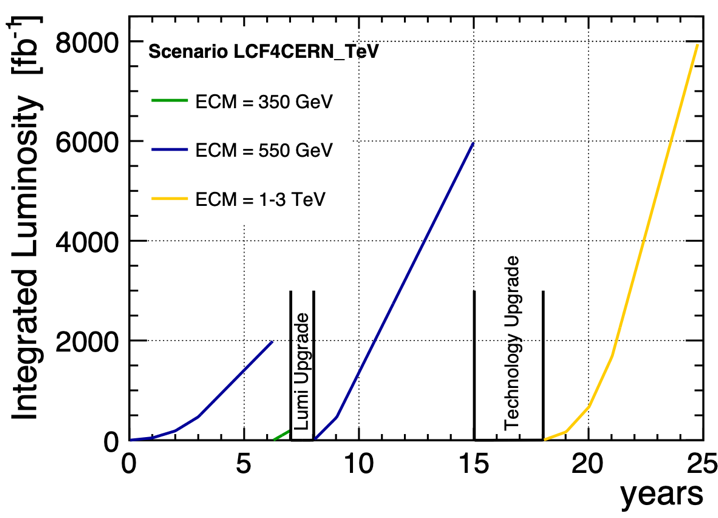 Integrated Luminosity [fb⁻¹]
8000
6000
4000
2000
0
Scenario LCF4CERN_TeV
ECM = 350 GeV
ECM = 550 GeV
ECM = 1-3 TeV
Lumi Upgrade
Technology Upgrade
0 5 10 15 20 25
years